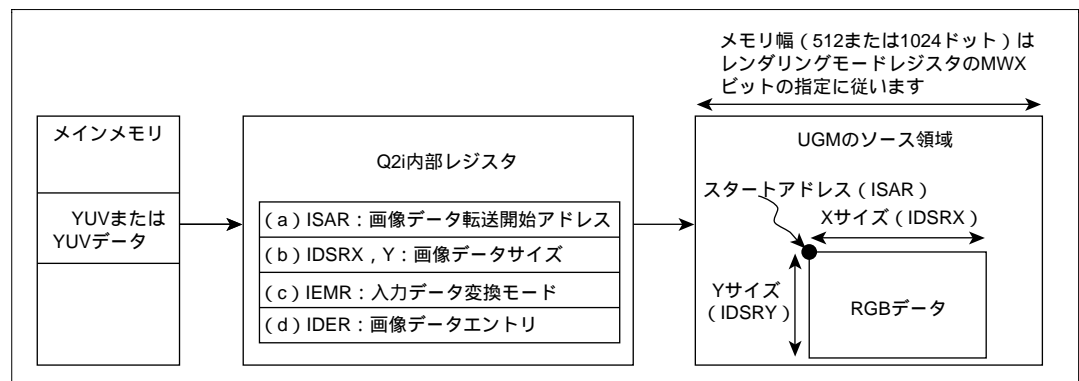 メモリ幅（512または1024ドット）は
レンダリングモードレジスタのMWX
ビットの指定に従います
メインメモリ
YUVまたは
YUVデータ
Q2i内部レジスタ
（a）ISAR：画像データ転送開始アドレス
（b）IDSRX，Y：画像データサイズ
（c）IEMR：入力データ変換モード
（d）IDER：画像データエントリ
UGMのソース領域
スタートアドレス（ISAR）
Xサイズ（IDSRX）
Yサイズ
（IDSRY）
RGBデータ